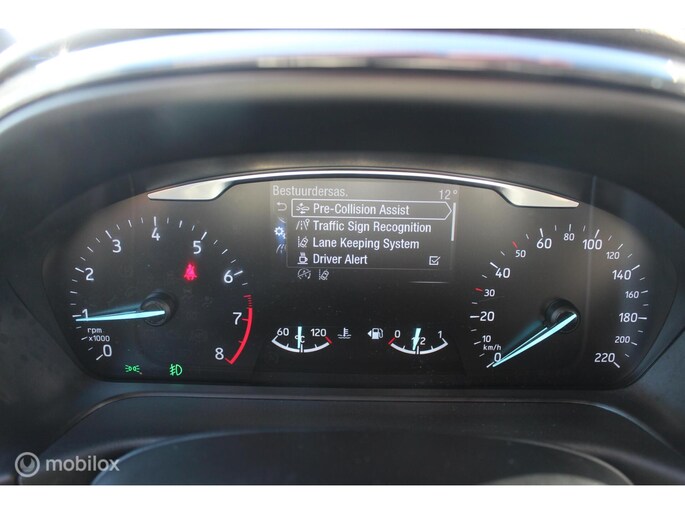 Bestuurdersas. 12°
Pre-Collision Assist
Traffic Sign Recognition
Lane Keeping System
Driver Alert
0 1 2 3 4 5 6 7 8
rpm
x1000
60 °C 120
0 1/2 1
0 10 20 30 40 50 60 80 100 120 140 160 180 200 220
km/h
mobilox